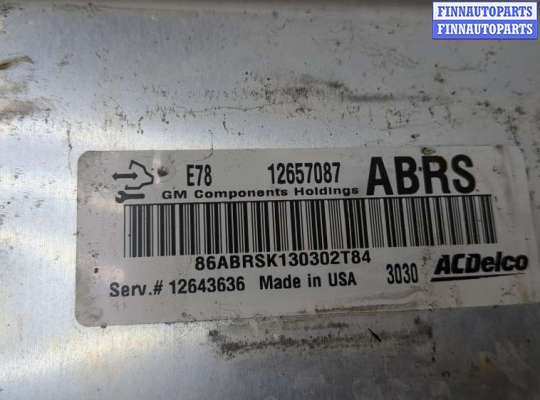 FINNAUTOPARTS
FINNAUTOPARTS
E78 12657087 ABRS
GM Components Holdings
86ABRSK130302T84
Serv.# 12643636 Made in USA 3030 ACDelco